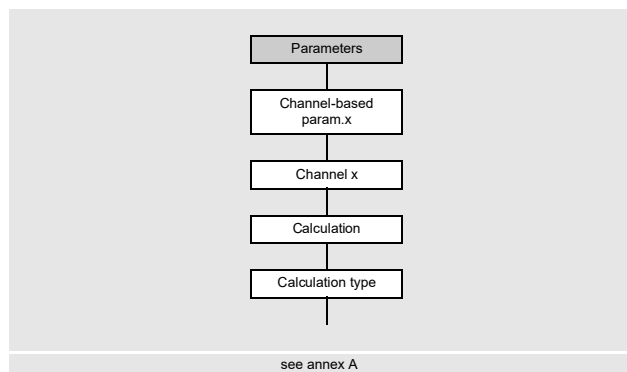 Parameters
Channel-based
param.x
Channel x
Calculation
Calculation type
see annex A